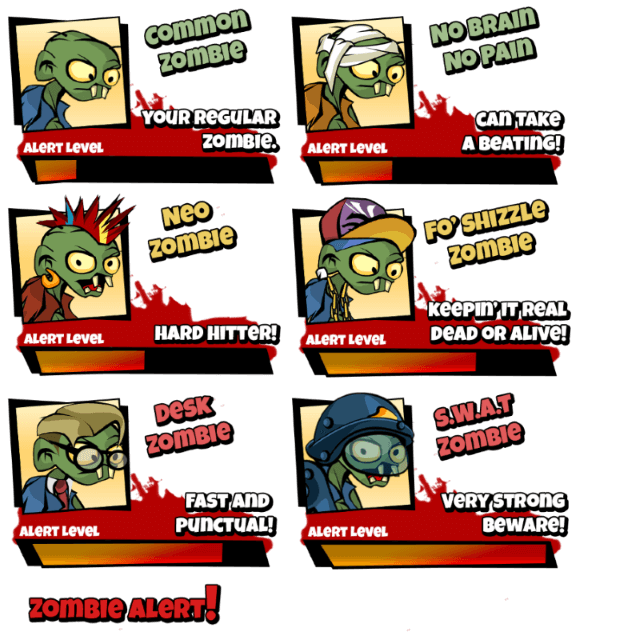 Common
Zombie
Your regular
zombie.
Alert Level
No Brain
No Pain
Can take
a beating!
Alert Level
Neo
Zombie
Hard hitter!
Alert Level
Fo' Shizzle
Zombie
Keepin' it real
dead or alive!
Alert Level
Desk
Zombie
Fast and
punctual!
Alert Level
S.W.A.T
Zombie
Very strong
beware!
Alert Level
Zombie Alert!